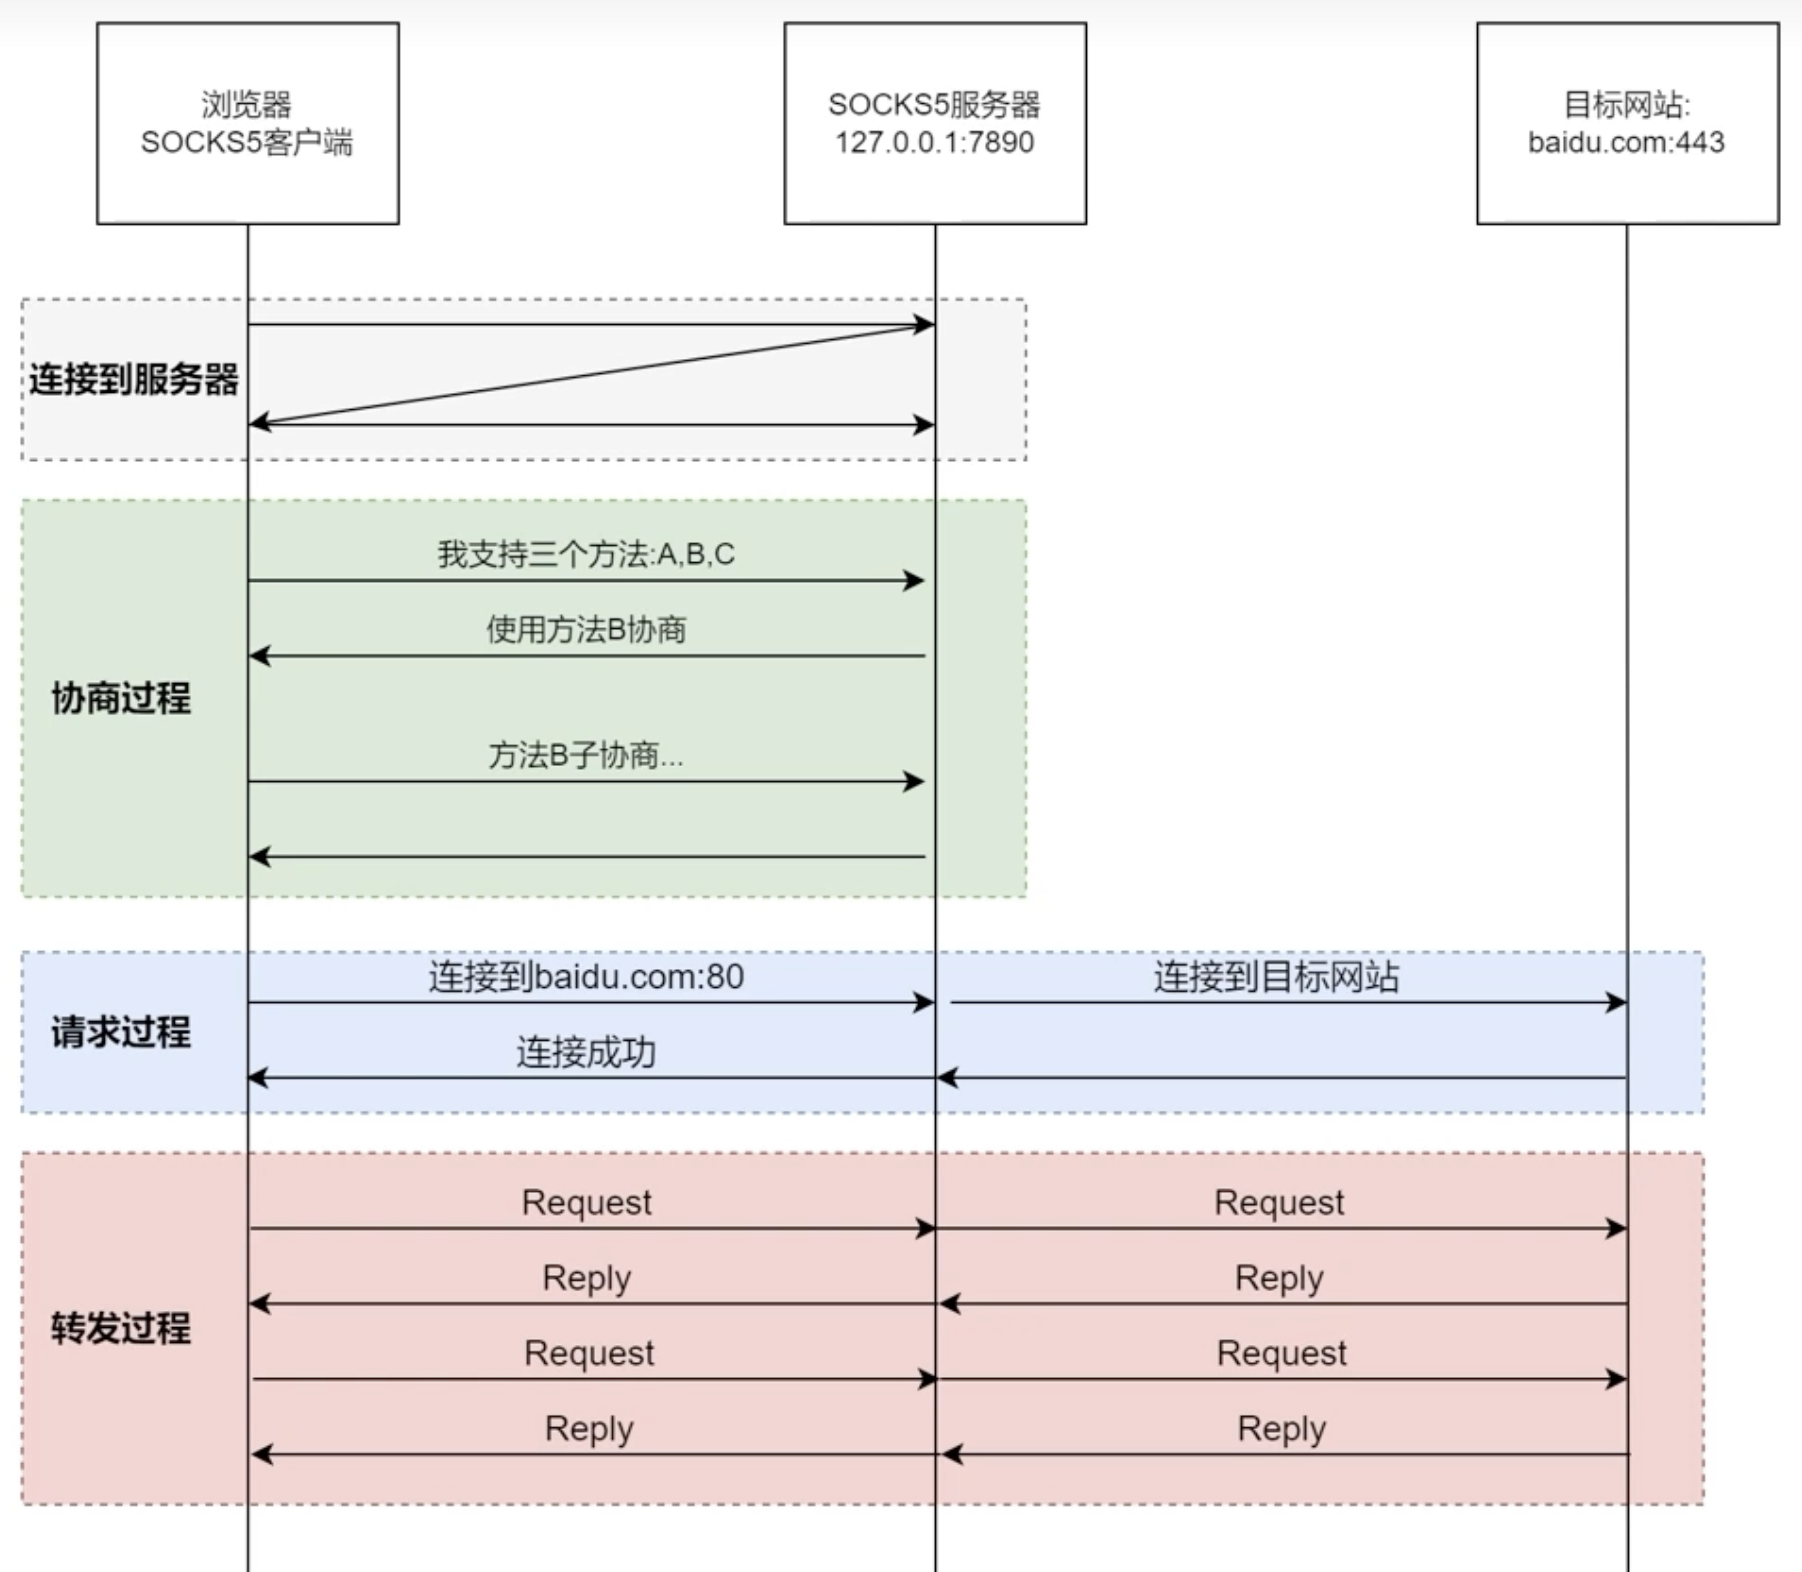 浏览器
SOCKS5客户端
SOCKS5服务器
127.0.0.1:7890
目标网站:
baidu.com:443
连接到服务器
协商过程
我支持三个方法:A,B,C
使用方法B协商
方法B子协商...
请求过程
连接到baidu.com:80
连接到目标网站
连接成功
转发过程
Request
Request
Reply
Reply
Request
Request
Reply
Reply